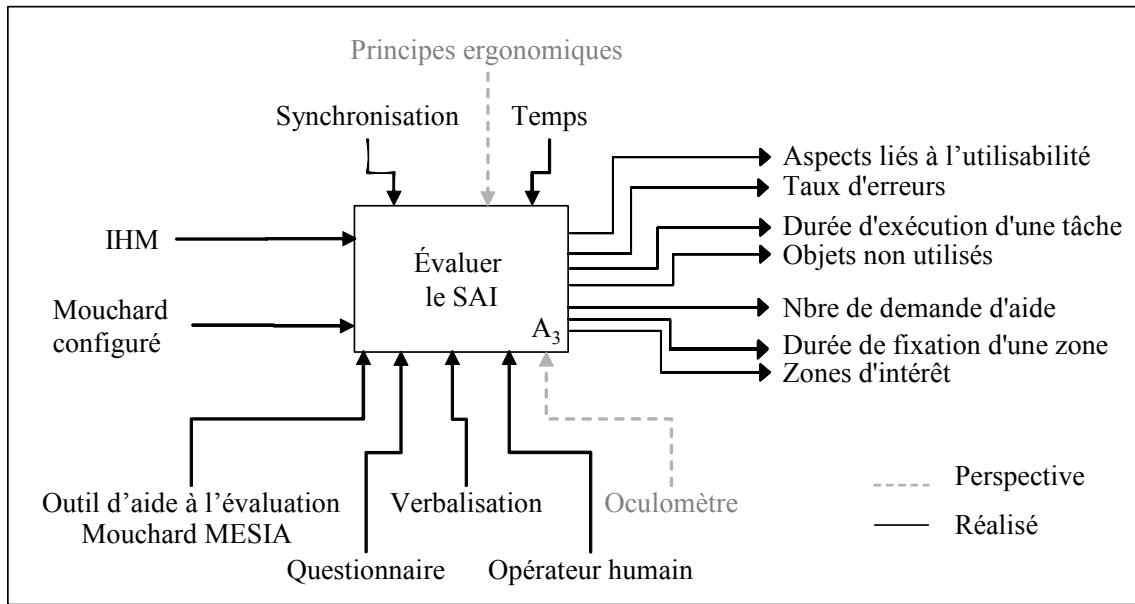 Principes ergonomiques
Synchronisation
Temps
IHM
Mouchard
configuré
Évaluer
le SAI
A3
Aspects liés à l’utilisabilité
Taux d'erreurs
Durée d'exécution d'une tâche
Objets non utilisés
Nbre de demande d'aide
Durée de fixation d'une zone
Zones d'intérêt
Outil d’aide à l’évaluation
Mouchard MESIA
Questionnaire
Verbalisation
Opérateur humain
Oculomètre
Perspective
Réalisé